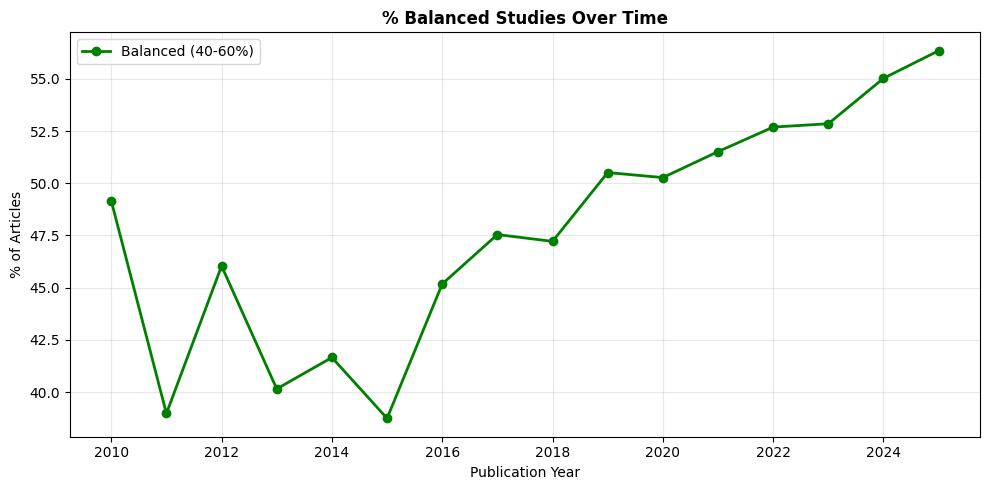 % Balanced Studies Over Time
Balanced (40-60%)
% of Articles
55.0
52.5
50.0
47.5
45.0
42.5
40.0
2010 2012 2014 2016 2018 2020 2022 2024
Publication Year